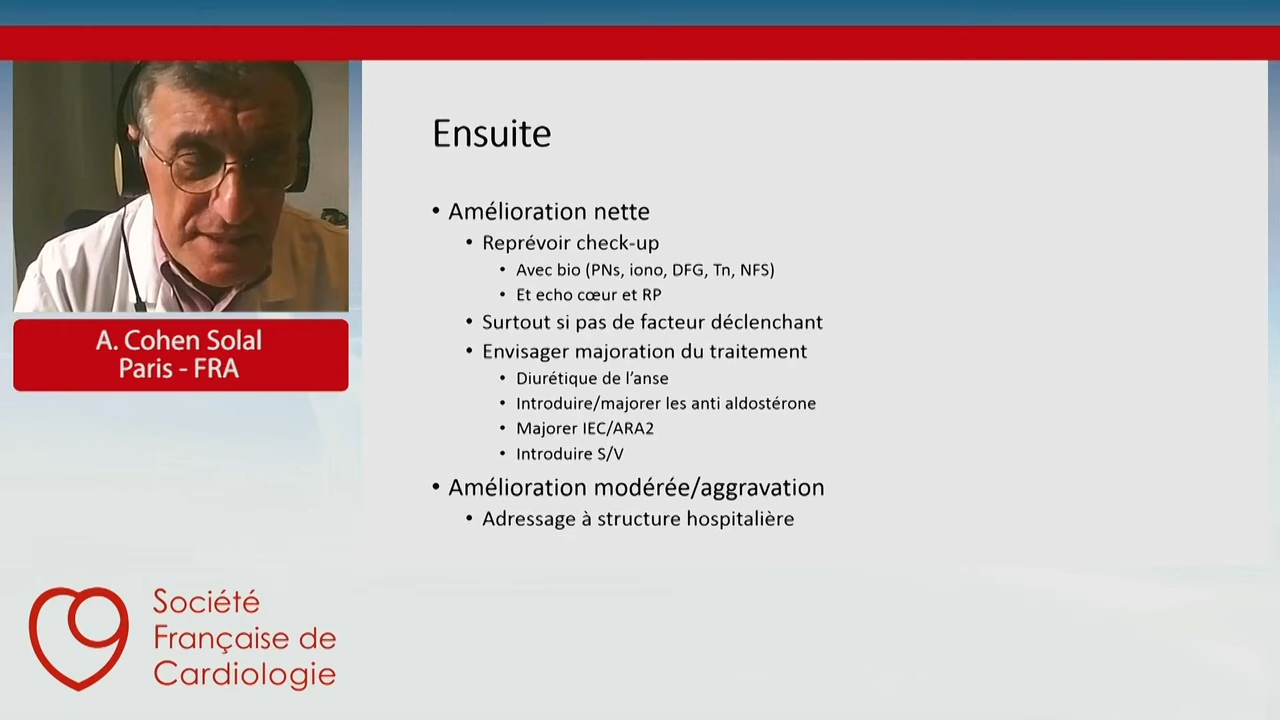 Ensuite
• Amélioration nette
• Reprévoir check-up
• Avec bio (PNs, iono, DFG, Tn, NFS)
• Et echo cœur et RP
• Surtout si pas de facteur déclenchant
• Envisager majoration du traitement
• Diurétique de l’anse
• Introduire/majorer les anti aldostérone
• Majorer IEC/ARA2
• Introduire S/V
• Amélioration modérée/aggravation
• Adressage à structure hospitalière
A. Cohen Solal
Paris - FRA
Société
Française de
Cardiologie